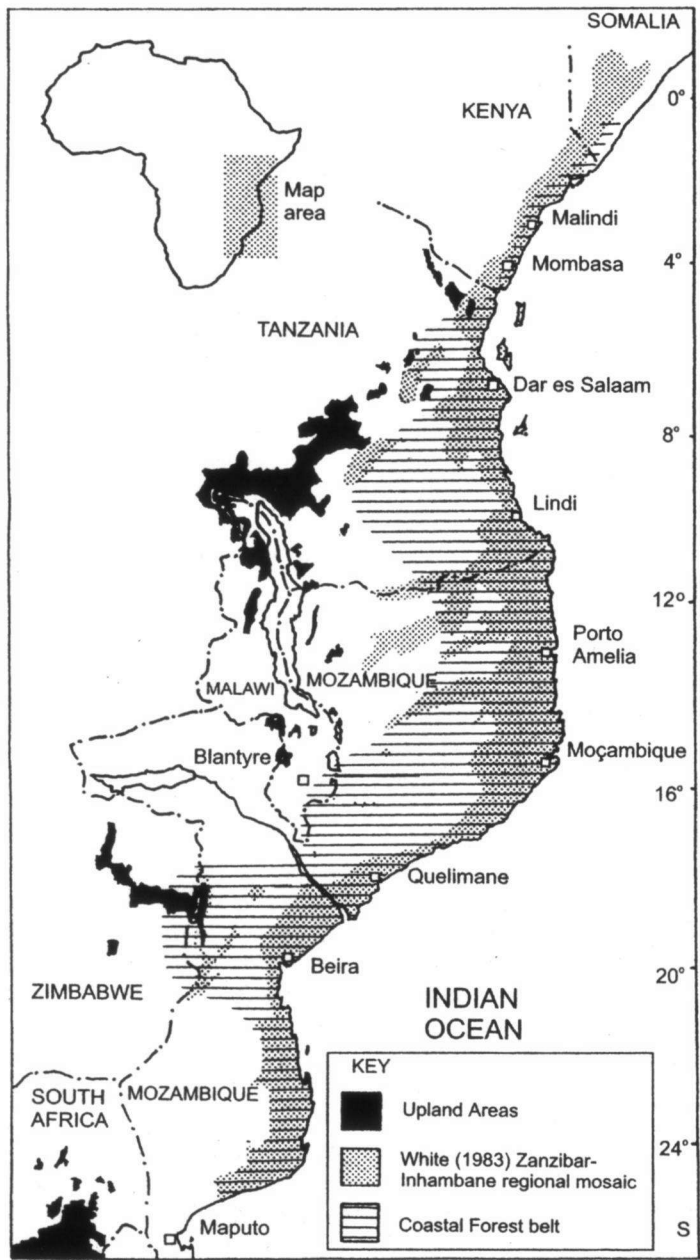 SOMALIA
0°
KENYA
Map
area
Malindi
4°
Mombasa
TANZANIA
Dar es Salaam
8°
Lindi
12°
Porto
Amelia
MALAWI
MOZAMBIQUE
Blantyre
Moçambique
16°
Quelimane
Beira
20°
ZIMBABWE
INDIAN
OCEAN
KEY
SOUTH
AFRICA
MOZAMBIQUE
Upland Areas
24°
White (1983) Zanzibar-
Inhambane regional mosaic
Maputo
Coastal Forest belt
S